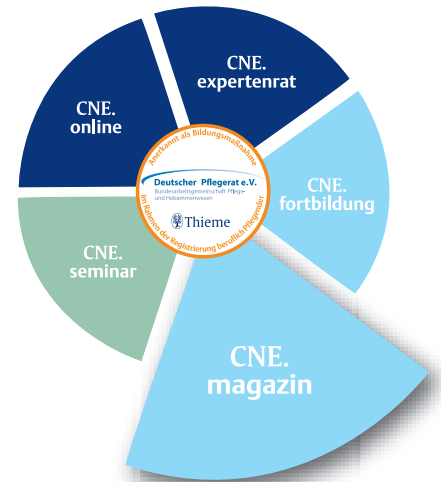 CNE.
expertenrat
CNE.
online
CNE.
fortbildung
CNE.
seminar
CNE.
magazin
Anerkannt als Bildungsmaßnahme
Deutscher Pflegerat e.V.
Bundesarbeitsgemeinschaft Pflege-
und Hebammenwesen
Thieme
im Rahmen der Registrierung beruflich Pflegender